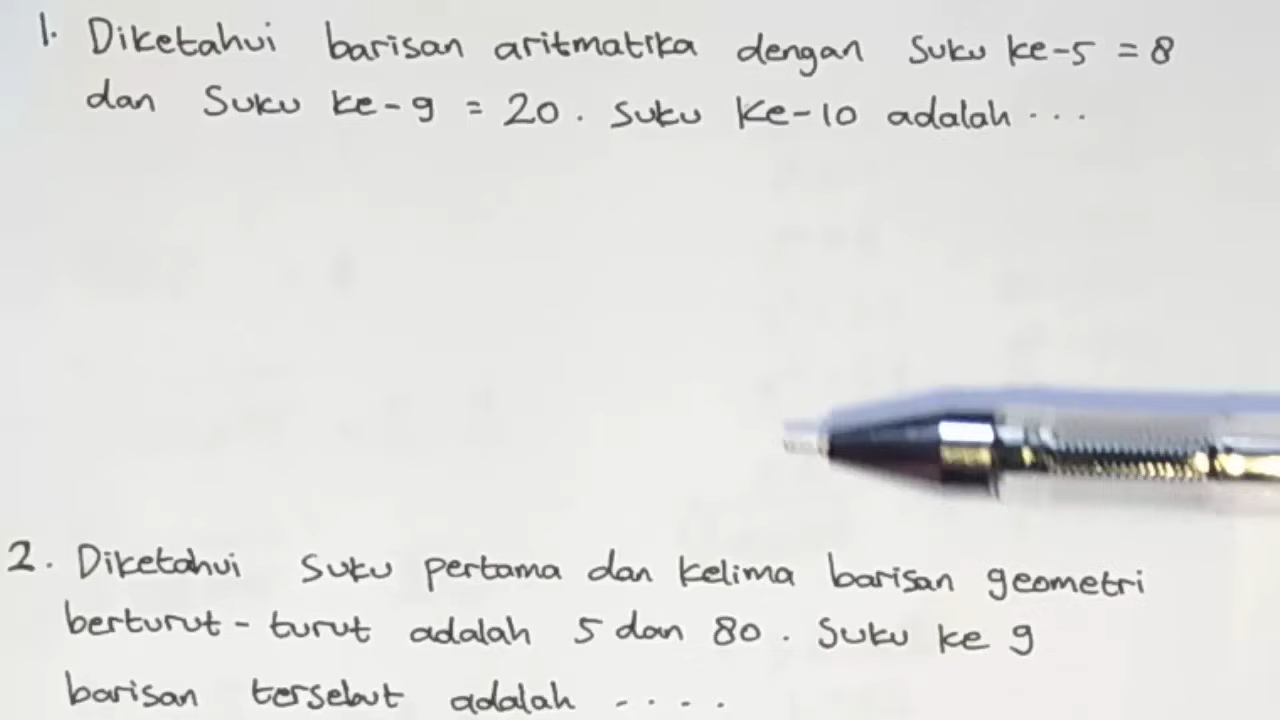 1. Diketahui barisan aritmatika dengan Suku ke-5 = 8
dan Suku ke-9 = 20. Suku Ke-10 adalah ...
2. Diketahui Suku pertama dan kelima barisan geometri
berturut-turut adalah 5 dan 80. Suku ke 9
barisan tersebut adalah ....